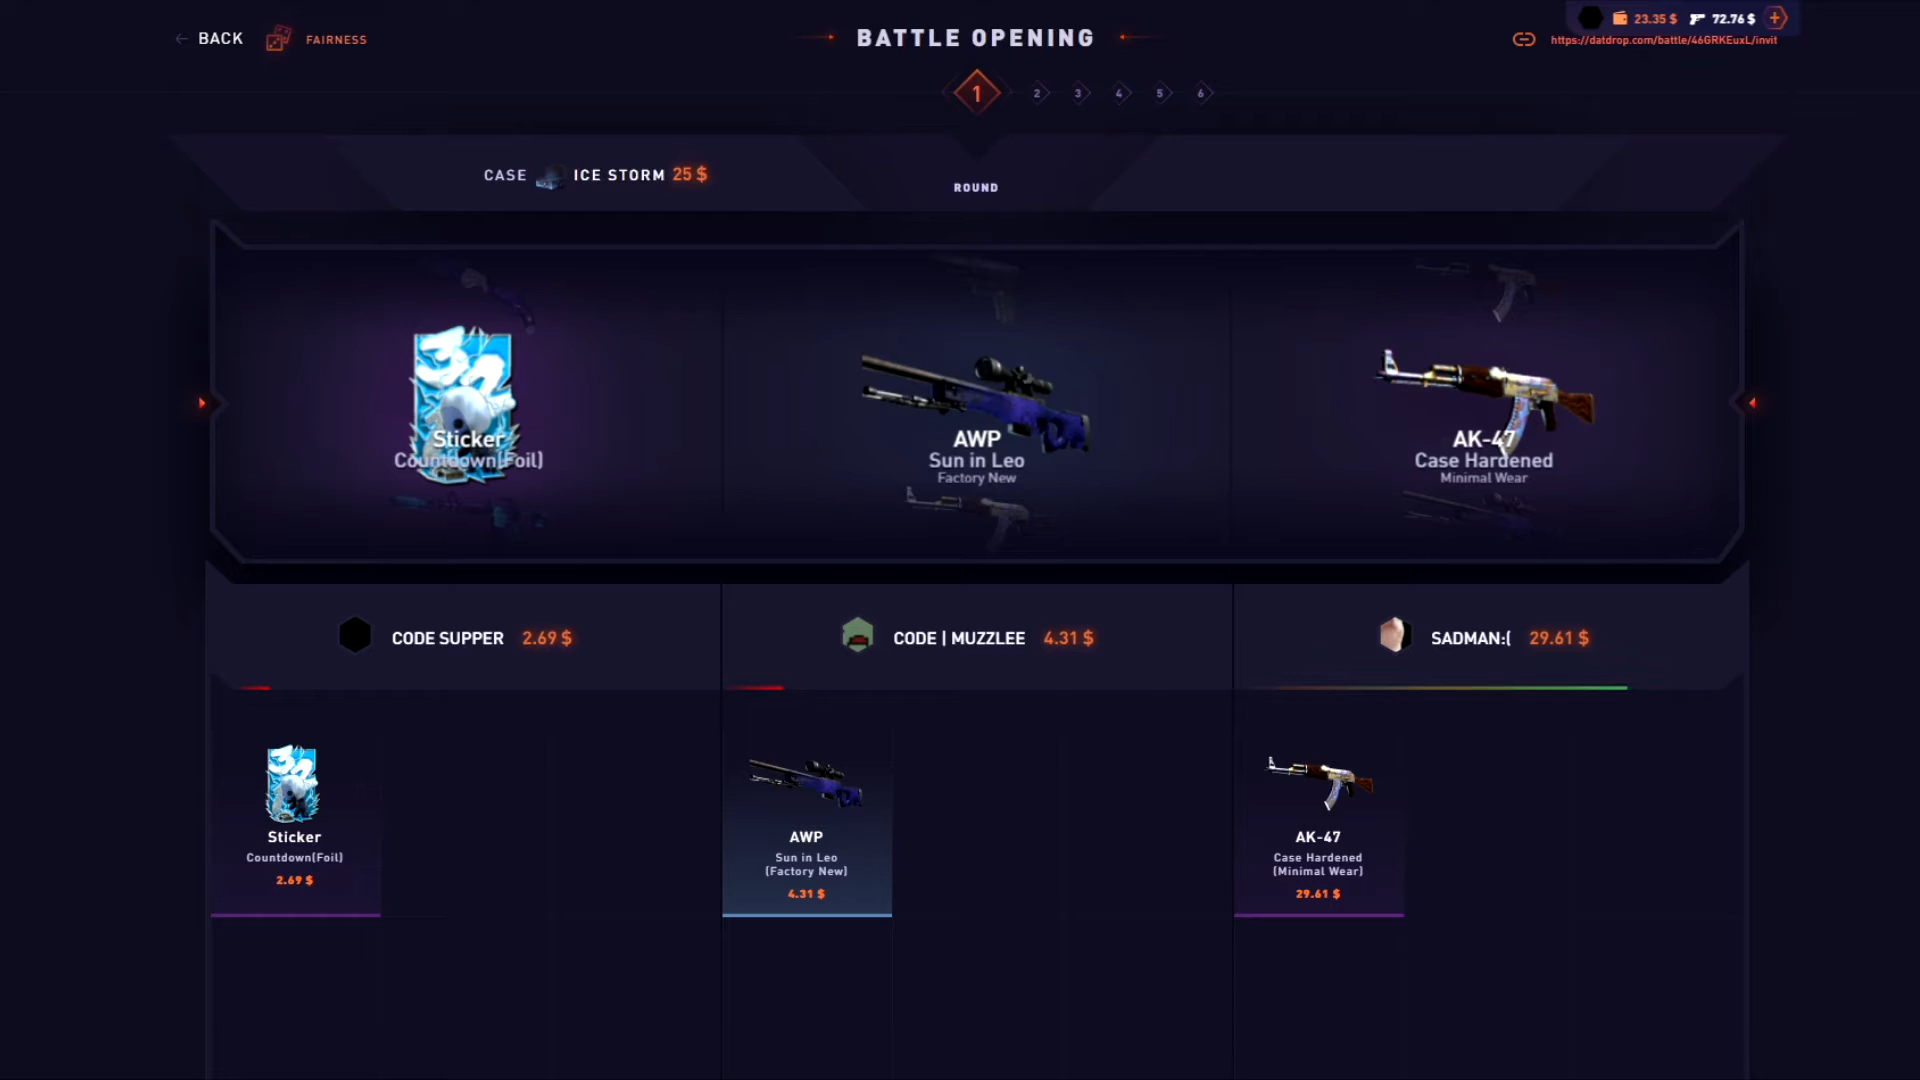 BACK
FAIRNESS
BATTLE OPENING
23.35 $
72.76 $
https://datdrop.com/battle/46GRKEuxL/invit
1
2
3
4
5
6
CASE ICE STORM 25 $
ROUND
Sticker
Countdown(Foil)
AWP
Sun in Leo
Factory New
AK-47
Case Hardened
Minimal Wear
CODE SUPPER 2.69 $
CODE | MUZZLEE 4.31 $
SADMAN:( 29.61 $
Sticker
Countdown(Foil)
2.69 $
AWP
Sun in Leo
(Factory New)
4.31 $
AK-47
Case Hardened
(Minimal Wear)
29.61 $